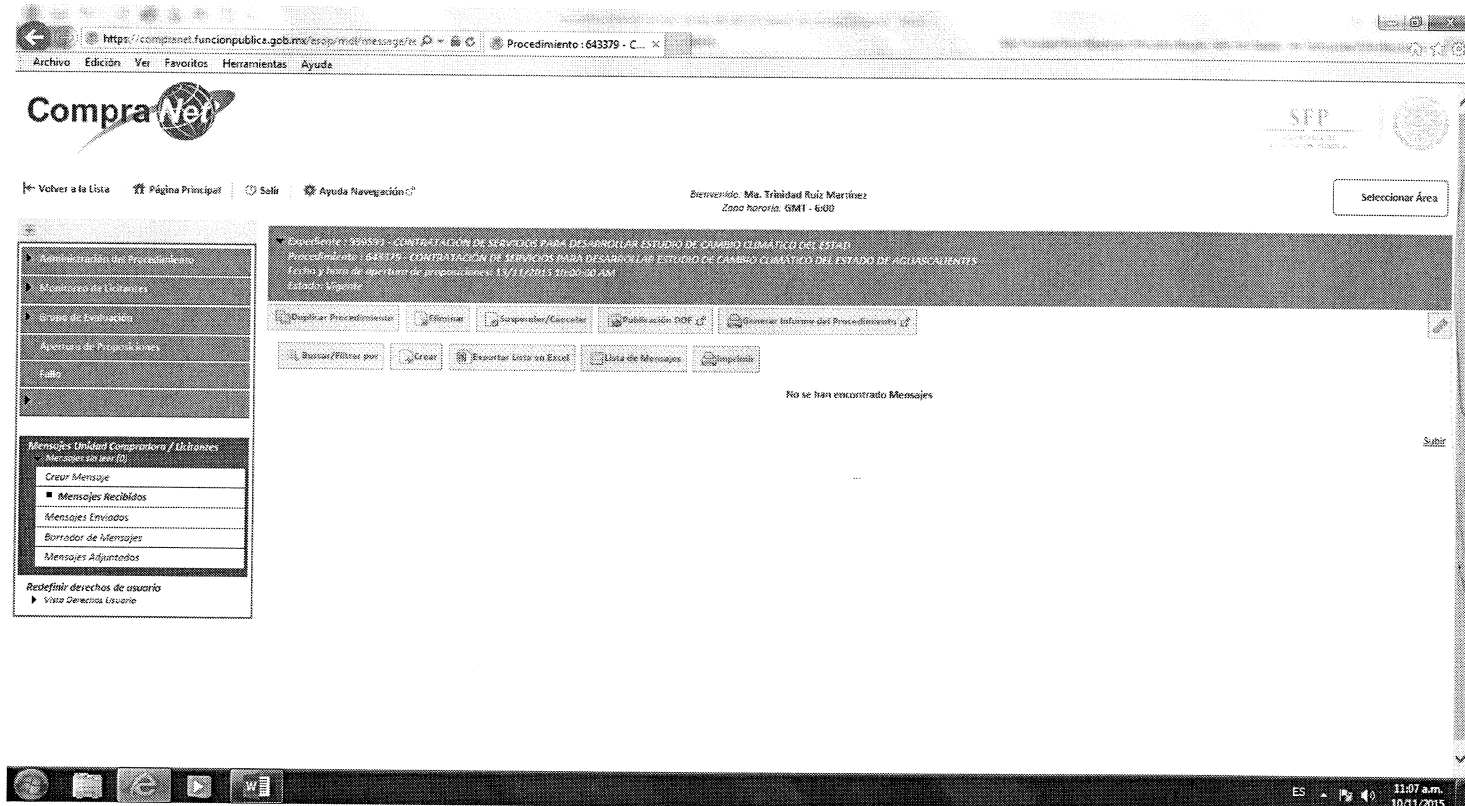 https://compranet.funcionpublica.gob.mx/esop/mdf/message/re
Procedimiento : 643379 - C... ×
Archivo Edición Ver Favoritos Herramientas Ayuda
CompraNet
SFP
Volver a la Lista Página Principal Salir Ayuda Navegación
Bienvenido: Ma. Trinidad Ruíz Martínez
Zona horaria: GMT - 6:00
Seleccionar Área
Administración del Procedimiento
Monitoreo de Licitantes
Grupo de Evaluación
Apertura de Proposiciones
Fallo
Mensajes Unidad Compradora / Licitantes
Mensajes sin leer (0)
Crear Mensaje
Mensajes Recibidos
Mensajes Enviados
Borrador de Mensajes
Mensajes Adjuntados
Redefinir derechos de usuario
Vista Derechos Usuario
Expediente : - CONTRATACIÓN DE SERVICIOS PARA DESARROLLAR ESTUDIO DE CAMBIO CLIMÁTICO DEL ESTAD
Procedimiento : 643379 - CONTRATACIÓN DE SERVICIOS PARA DESARROLLAR ESTUDIO DE CAMBIO CLIMÁTICO DEL ESTADO DE AGUASCALIENTES
Fecha y hora de apertura de proposiciones: 13/11/2015 10:00:00 AM
Estado: Vigente
Duplicar Procedimiento Eliminar Suspender/Cancelar Publicación DOF Generar Informe del Procedimiento
Buscar/Filtrar por Crear Exportar Lista en Excel Lista de Mensajes Imprimir
No se han encontrado Mensajes
Subir
...
ES 11:07 a.m.
10/11/2015